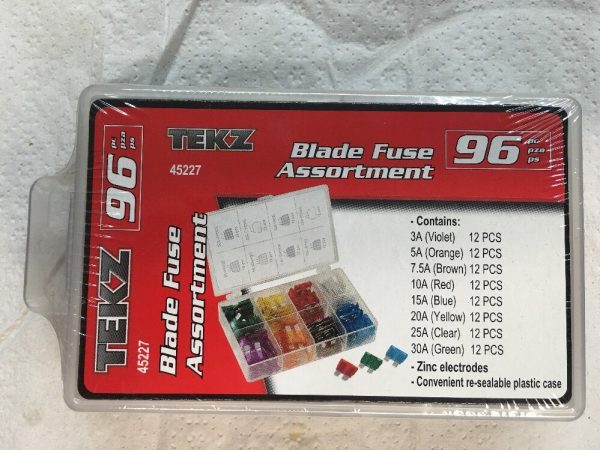 TEKZ
45227
Blade Fuse
Assortment
96
pc
pza
ps
- Contains:
3A (Violet) 12 PCS
5A (Orange) 12 PCS
7.5A (Brown) 12 PCS
10A (Red) 12 PCS
15A (Blue) 12 PCS
20A (Yellow) 12 PCS
25A (Clear) 12 PCS
30A (Green) 12 PCS
- Zinc electrodes
- Convenient re-sealable plastic case
TEKZ
45227
Blade Fuse
Assortment
96
pc
pza
ps